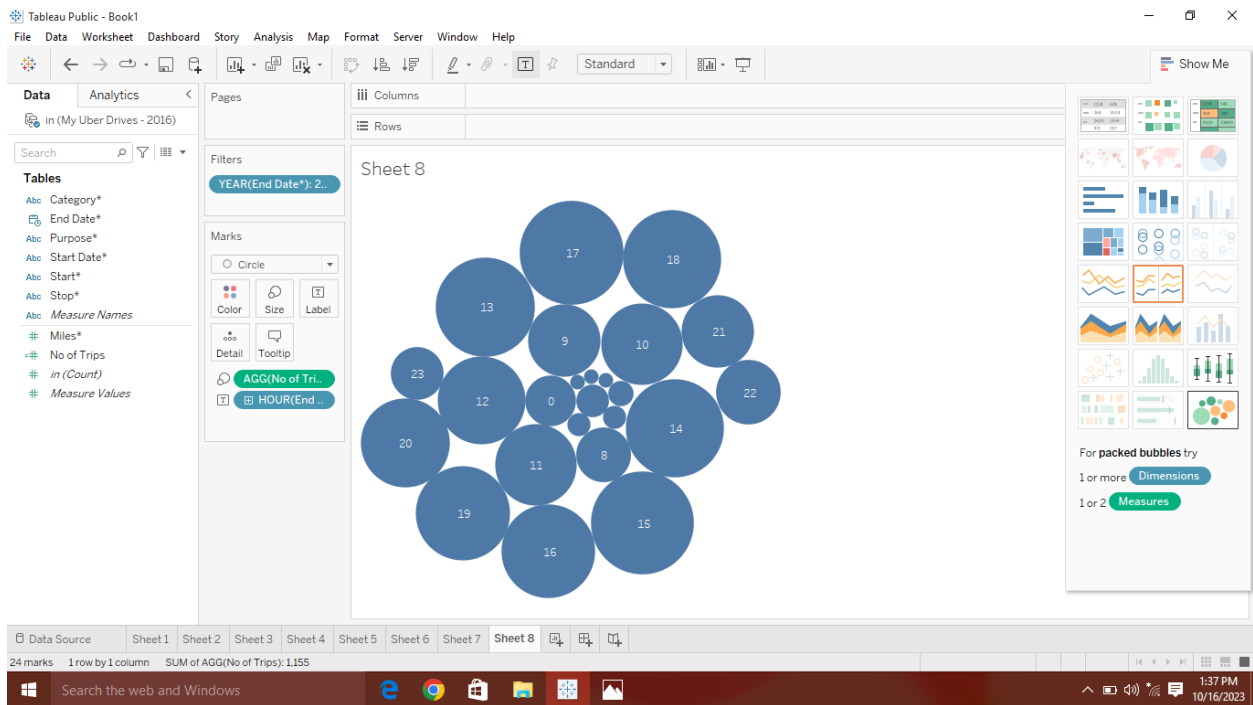 Tableau Public - Book1
File Data Worksheet Dashboard Story Analysis Map Format Server Window Help
Standard
Show Me
Data Analytics
Pages
Columns
in (My Uber Drives - 2016)
Rows
Search
Filters
Sheet 8
YEAR(End Date*): 2..
Tables
Abc Category*
End Date*
Abc Purpose*
Abc Start Date*
Abc Start*
Abc Stop*
Abc Measure Names
# Miles*
=# No of Trips
# in (Count)
# Measure Values
Marks
Circle
Color Size Label
Detail Tooltip
AGG(No of Tri..
HOUR(End ..
17
18
13
21
9
10
23
22
12
0
14
20
8
11
19
15
16
For packed bubbles try
1 or more Dimensions
1 or 2 Measures
Data Source Sheet 1 Sheet 2 Sheet 3 Sheet 4 Sheet 5 Sheet 6 Sheet 7 Sheet 8
24 marks 1 row by 1 column SUM of AGG(No of Trips): 1,155
Search the web and Windows
1:37 PM
10/16/2023